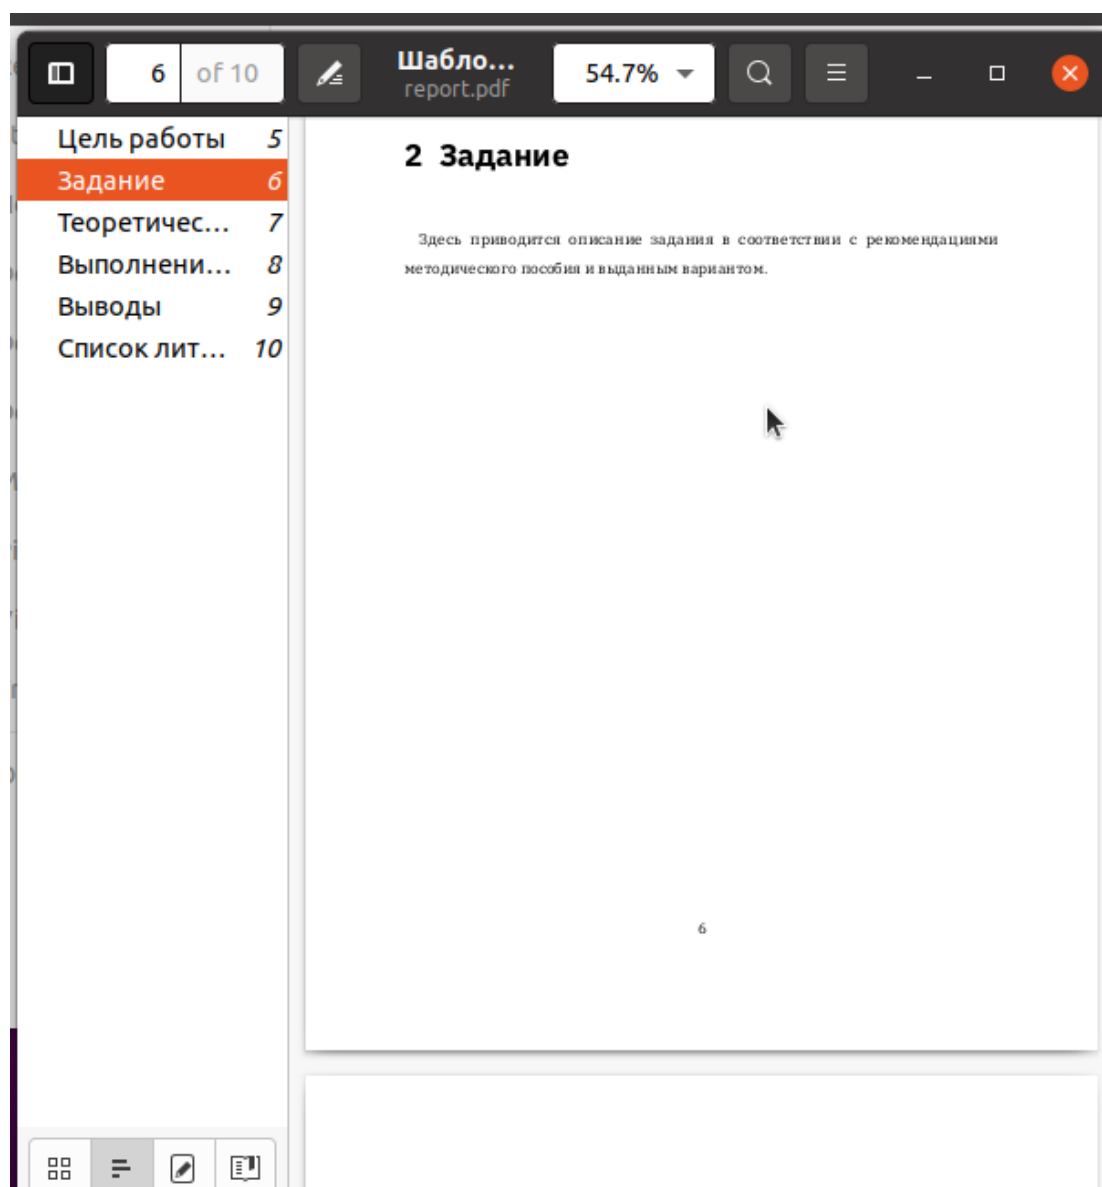 6 of 10
Шабло...
report.pdf
54.7%
Цель работы 5
Задание 6
Теоретичес... 7
Выполнени... 8
Выводы 9
Список лит... 10
2 Задание
Здесь приводится описание задания в соответствии с рекомендациями
методического пособия и выданным вариантом.
6